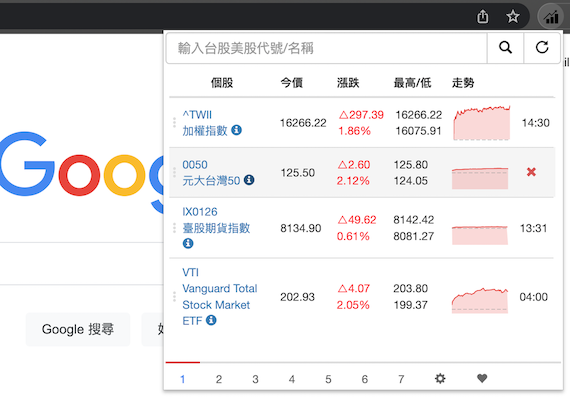 輸入台股美股代號/名稱
個股 今價 漲跌 最高/低 走勢
^TWII
加權指數
16266.22
△297.39
1.86%
16266.22
16075.91
14:30
0050
元大台灣50
125.50
△2.60
2.12%
125.80
124.05
IX0126
臺股期貨指數
8134.90
△49.62
0.61%
8142.42
8081.27
13:31
VTI
Vanguard Total
Stock Market
ETF
202.93
△4.07
2.05%
203.80
199.37
04:00
Goog
Google 搜尋
1 2 3 4 5 6 7